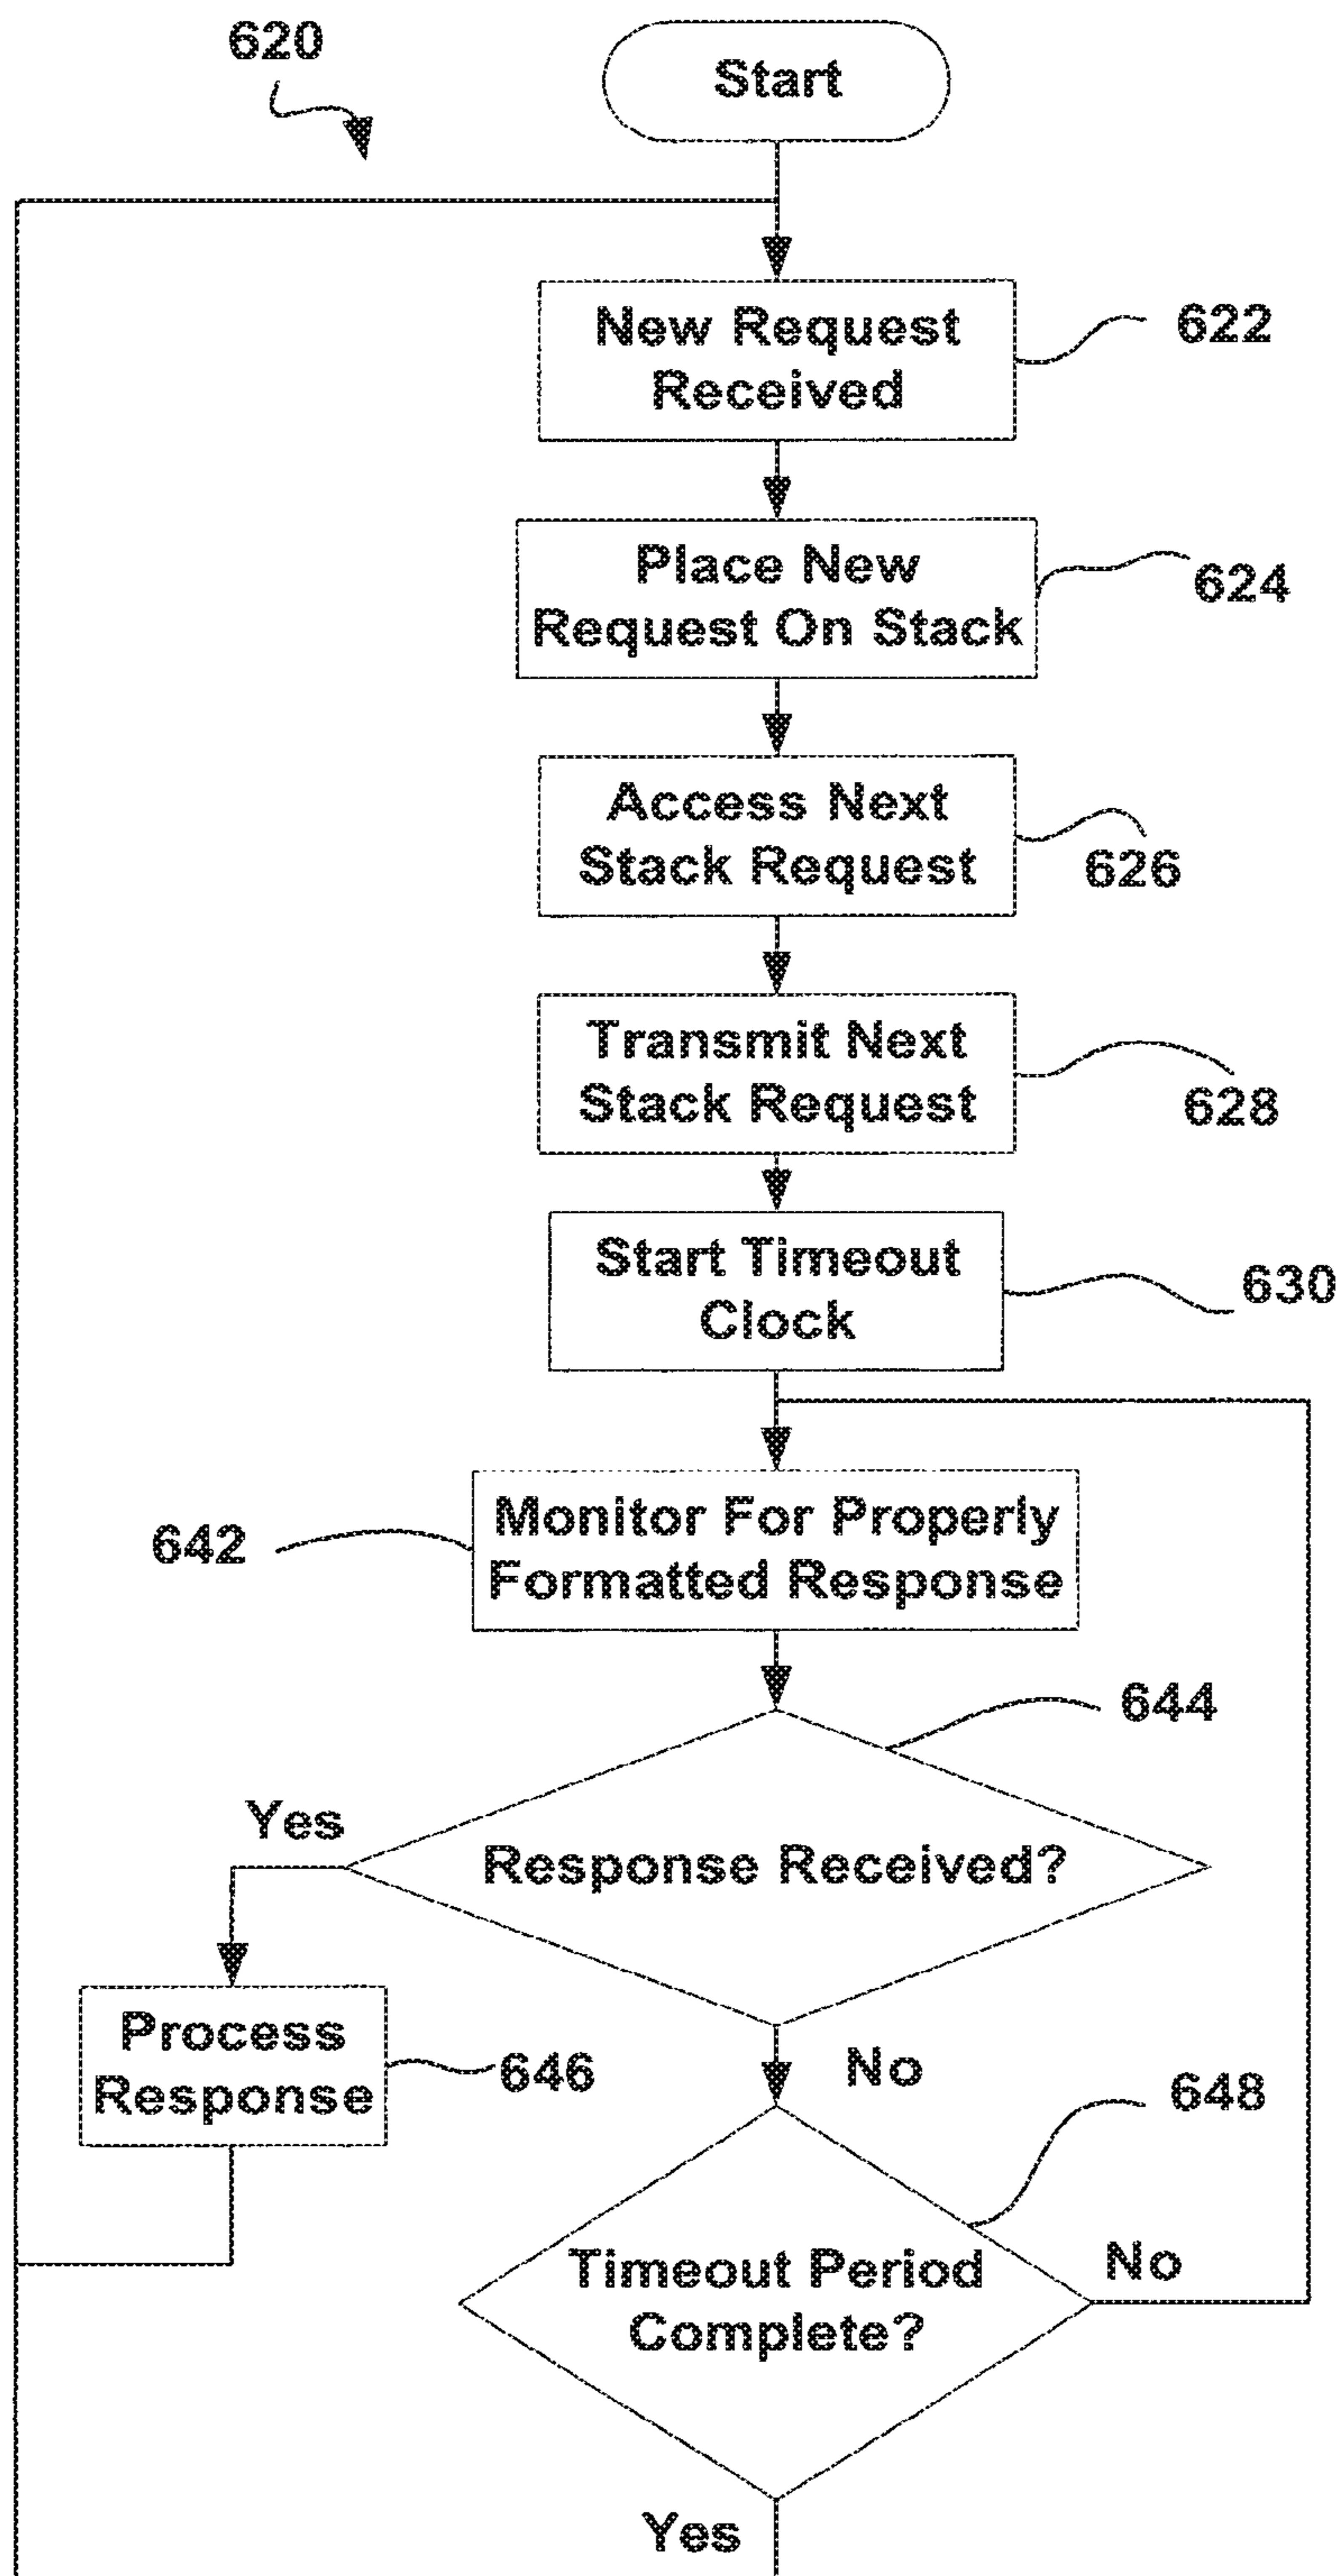 620
Start
New Request
Received
622
Place New
Request On Stack
624
Access Next
Stack Request
626
Transmit Next
Stack Request
628
Start Timeout
Clock
630
Monitor For Properly
Formatted Response
642
644
Yes
Response Received?
Process
Response
646
No
648
Timeout Period
Complete?
No
Yes